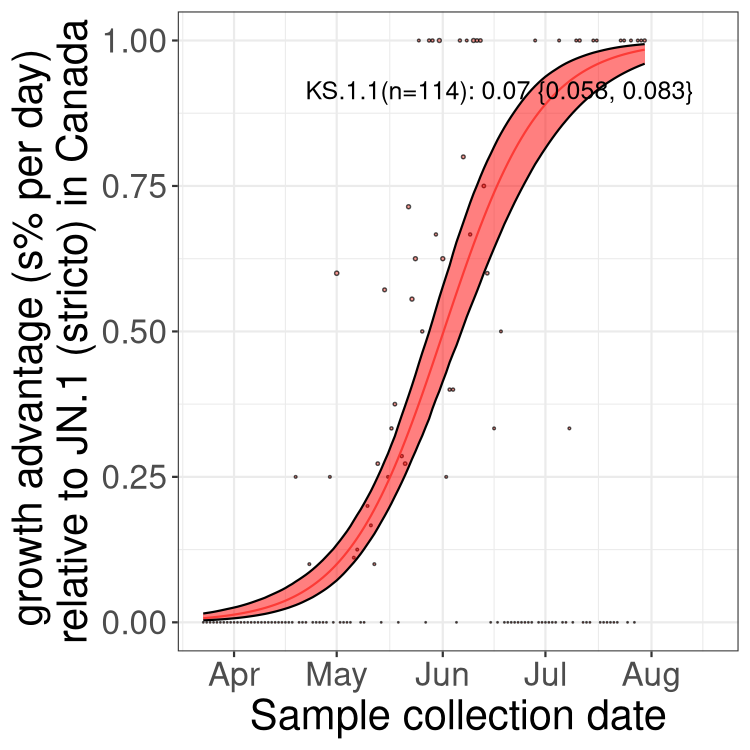 growth advantage (s% per day)
relative to JN.1 (stricto) in Canada
1.00
0.75
0.50
0.25
0.00
KS.1.1(n=114): 0.07 {0.058, 0.083}
Apr May Jun Jul Aug
Sample collection date